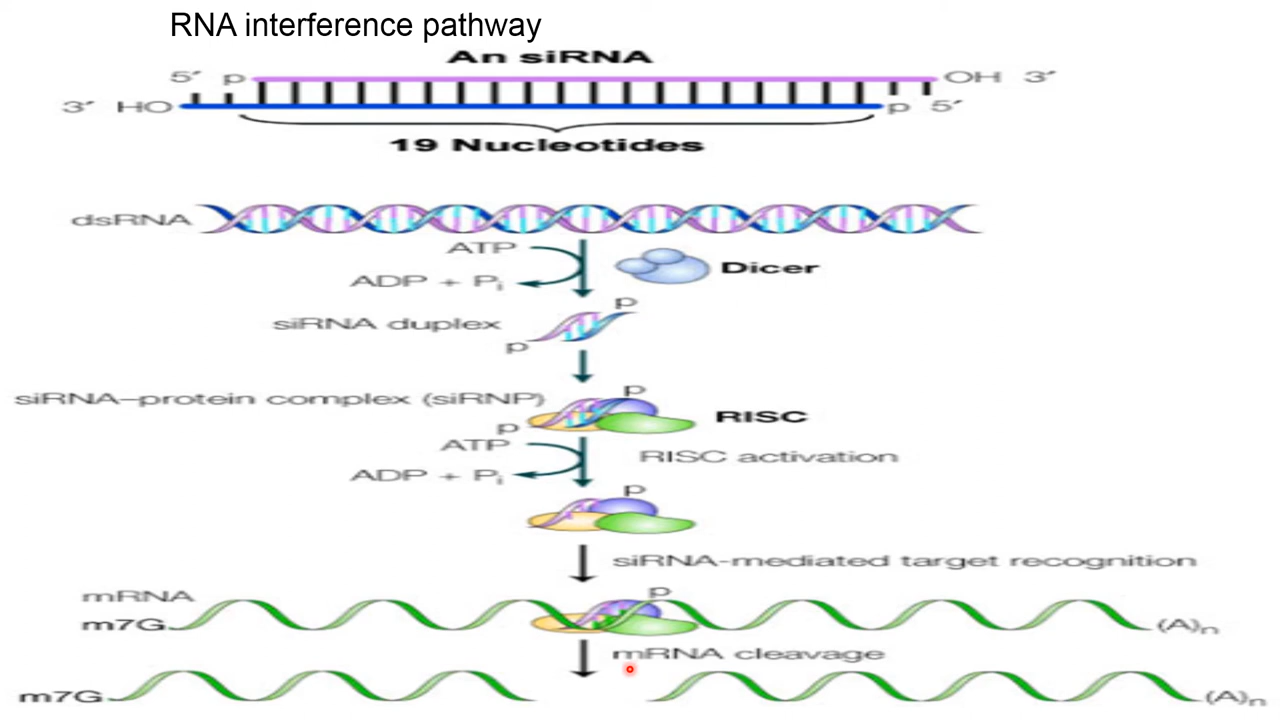 RNA interference pathway
An siRNA
5′ p OH 3′
3′ HO p 5′
19 Nucleotides
dsRNA
ATP
ADP + Pi
Dicer
p
siRNA duplex
p
p
siRNA–protein complex (siRNP)
RISC
p
ATP
RISC activation
ADP + Pi
p
siRNA-mediated target recognition
p
mRNA
m7G (A)n
mRNA cleavage
m7G (A)n